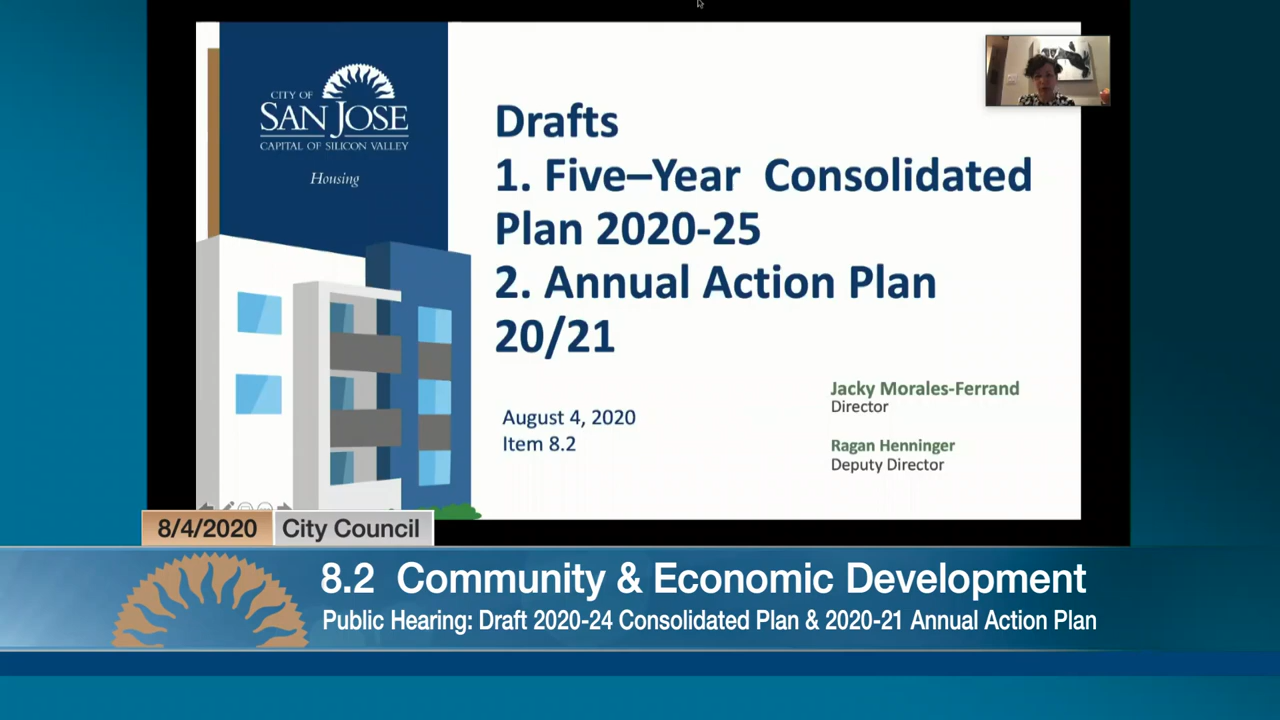 CITY OF
SAN JOSE
CAPITAL OF SILICON VALLEY
Housing
Drafts
1. Five–Year Consolidated
Plan 2020-25
2. Annual Action Plan
20/21
August 4, 2020
Item 8.2
Jacky Morales-Ferrand
Director
Ragan Henninger
Deputy Director
8/4/2020 City Council
8.2 Community & Economic Development
Public Hearing: Draft 2020-24 Consolidated Plan & 2020-21 Annual Action Plan